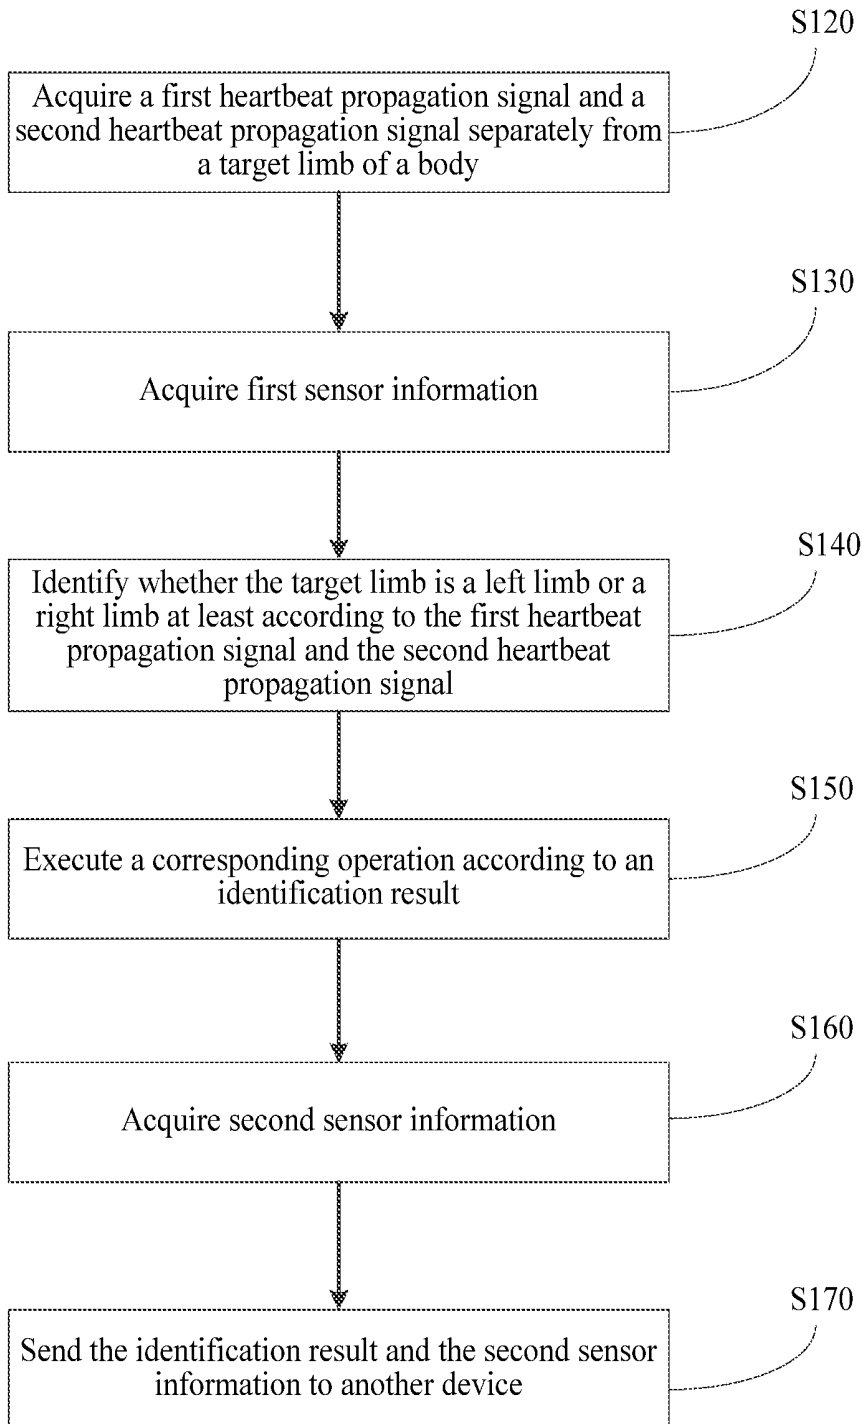 S120
Acquire a first heartbeat propagation signal and a
second heartbeat propagation signal separately from
a target limb of a body
S130
Acquire first sensor information
S140
Identify whether the target limb is a left limb or a
right limb at least according to the first heartbeat
propagation signal and the second heartbeat
propagation signal
S150
Execute a corresponding operation according to an
identification result
S160
Acquire second sensor information
S170
Send the identification result and the second sensor
information to another device